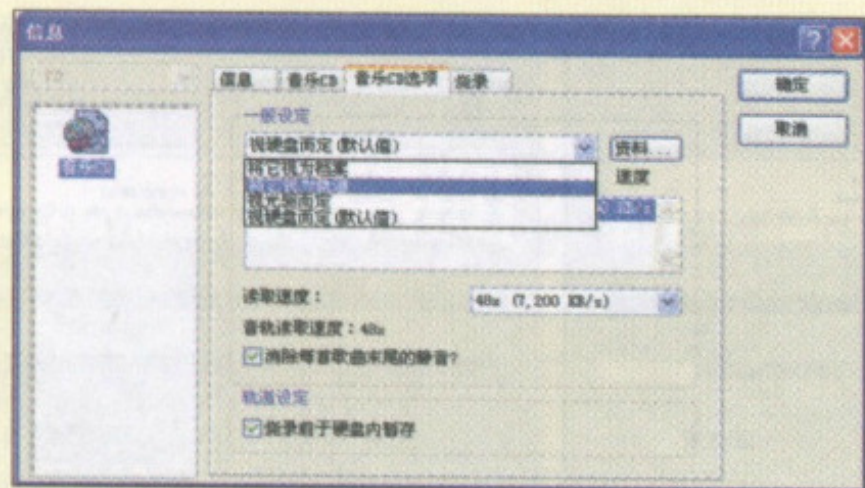 信息
信息 音乐CD 音乐CD选项 烧录
确定
取消
音乐CD
一般设定
视硬盘而定(默认值)
资料...
将它视为档案
速度
视光驱而定
视硬盘而定(默认值)
读取速度：
48x (7,200 KB/s)
音轨读取速度：48x
消除每首歌曲末尾的静音?
轨道设定
烧录前于硬盘内暂存